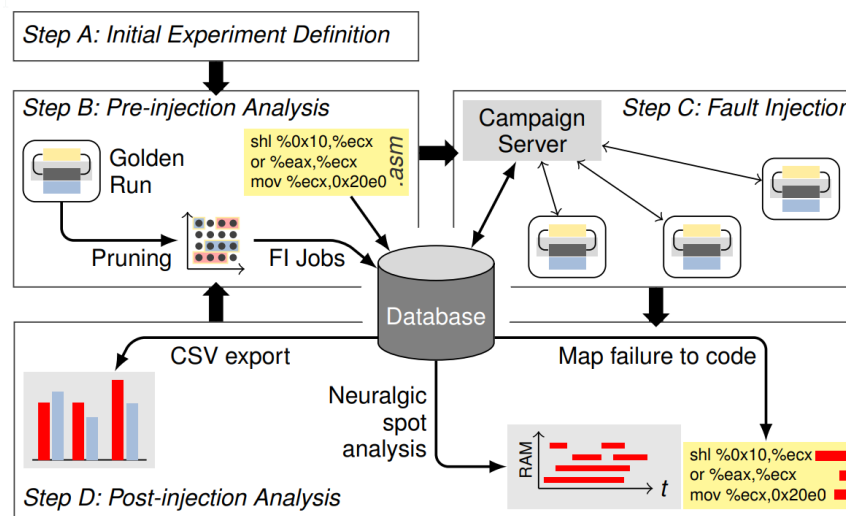 Step A: Initial Experiment Definition
Step B: Pre-injection Analysis
Golden
Run
shl %0x10,%ecx
or %eax,%ecx
mov %ecx,0x20e0
.asm
Pruning
FI Jobs
Step C: Fault Injection
Campaign
Server
Database
CSV export
Map failure to code
Neuralgic
spot
analysis
RAM
t
shl %0x10,%ecx
or %eax,%ecx
mov %ecx,0x20e0
Step D: Post-injection Analysis